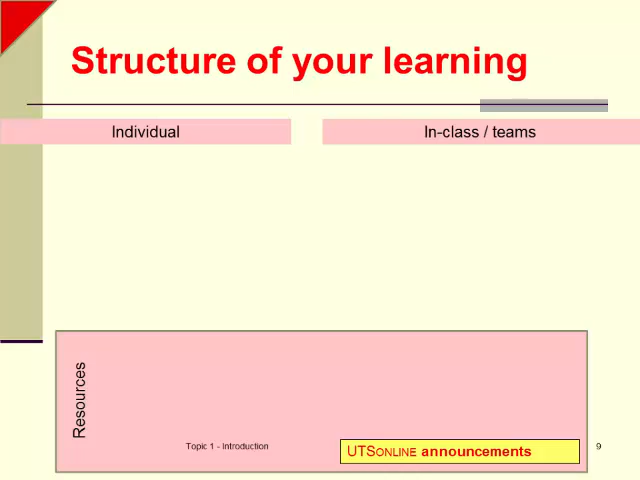 Structure of your learning
Individual
In-class / teams
Resources
Topic 1 - Introduction
UTSONLINE announcements
9